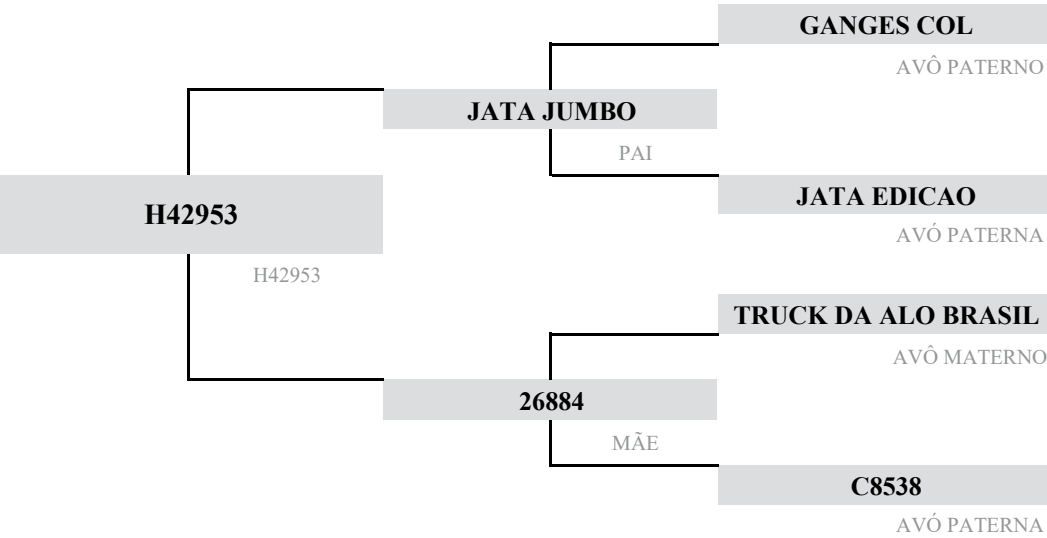 GANGES COL
AVÔ PATERNO
JATA JUMBO
PAI
JATA EDICAO
AVÓ PATERNA
H42953
H42953
TRUCK DA ALO BRASIL
AVÔ MATERNO
26884
MÃE
C8538
AVÓ PATERNA